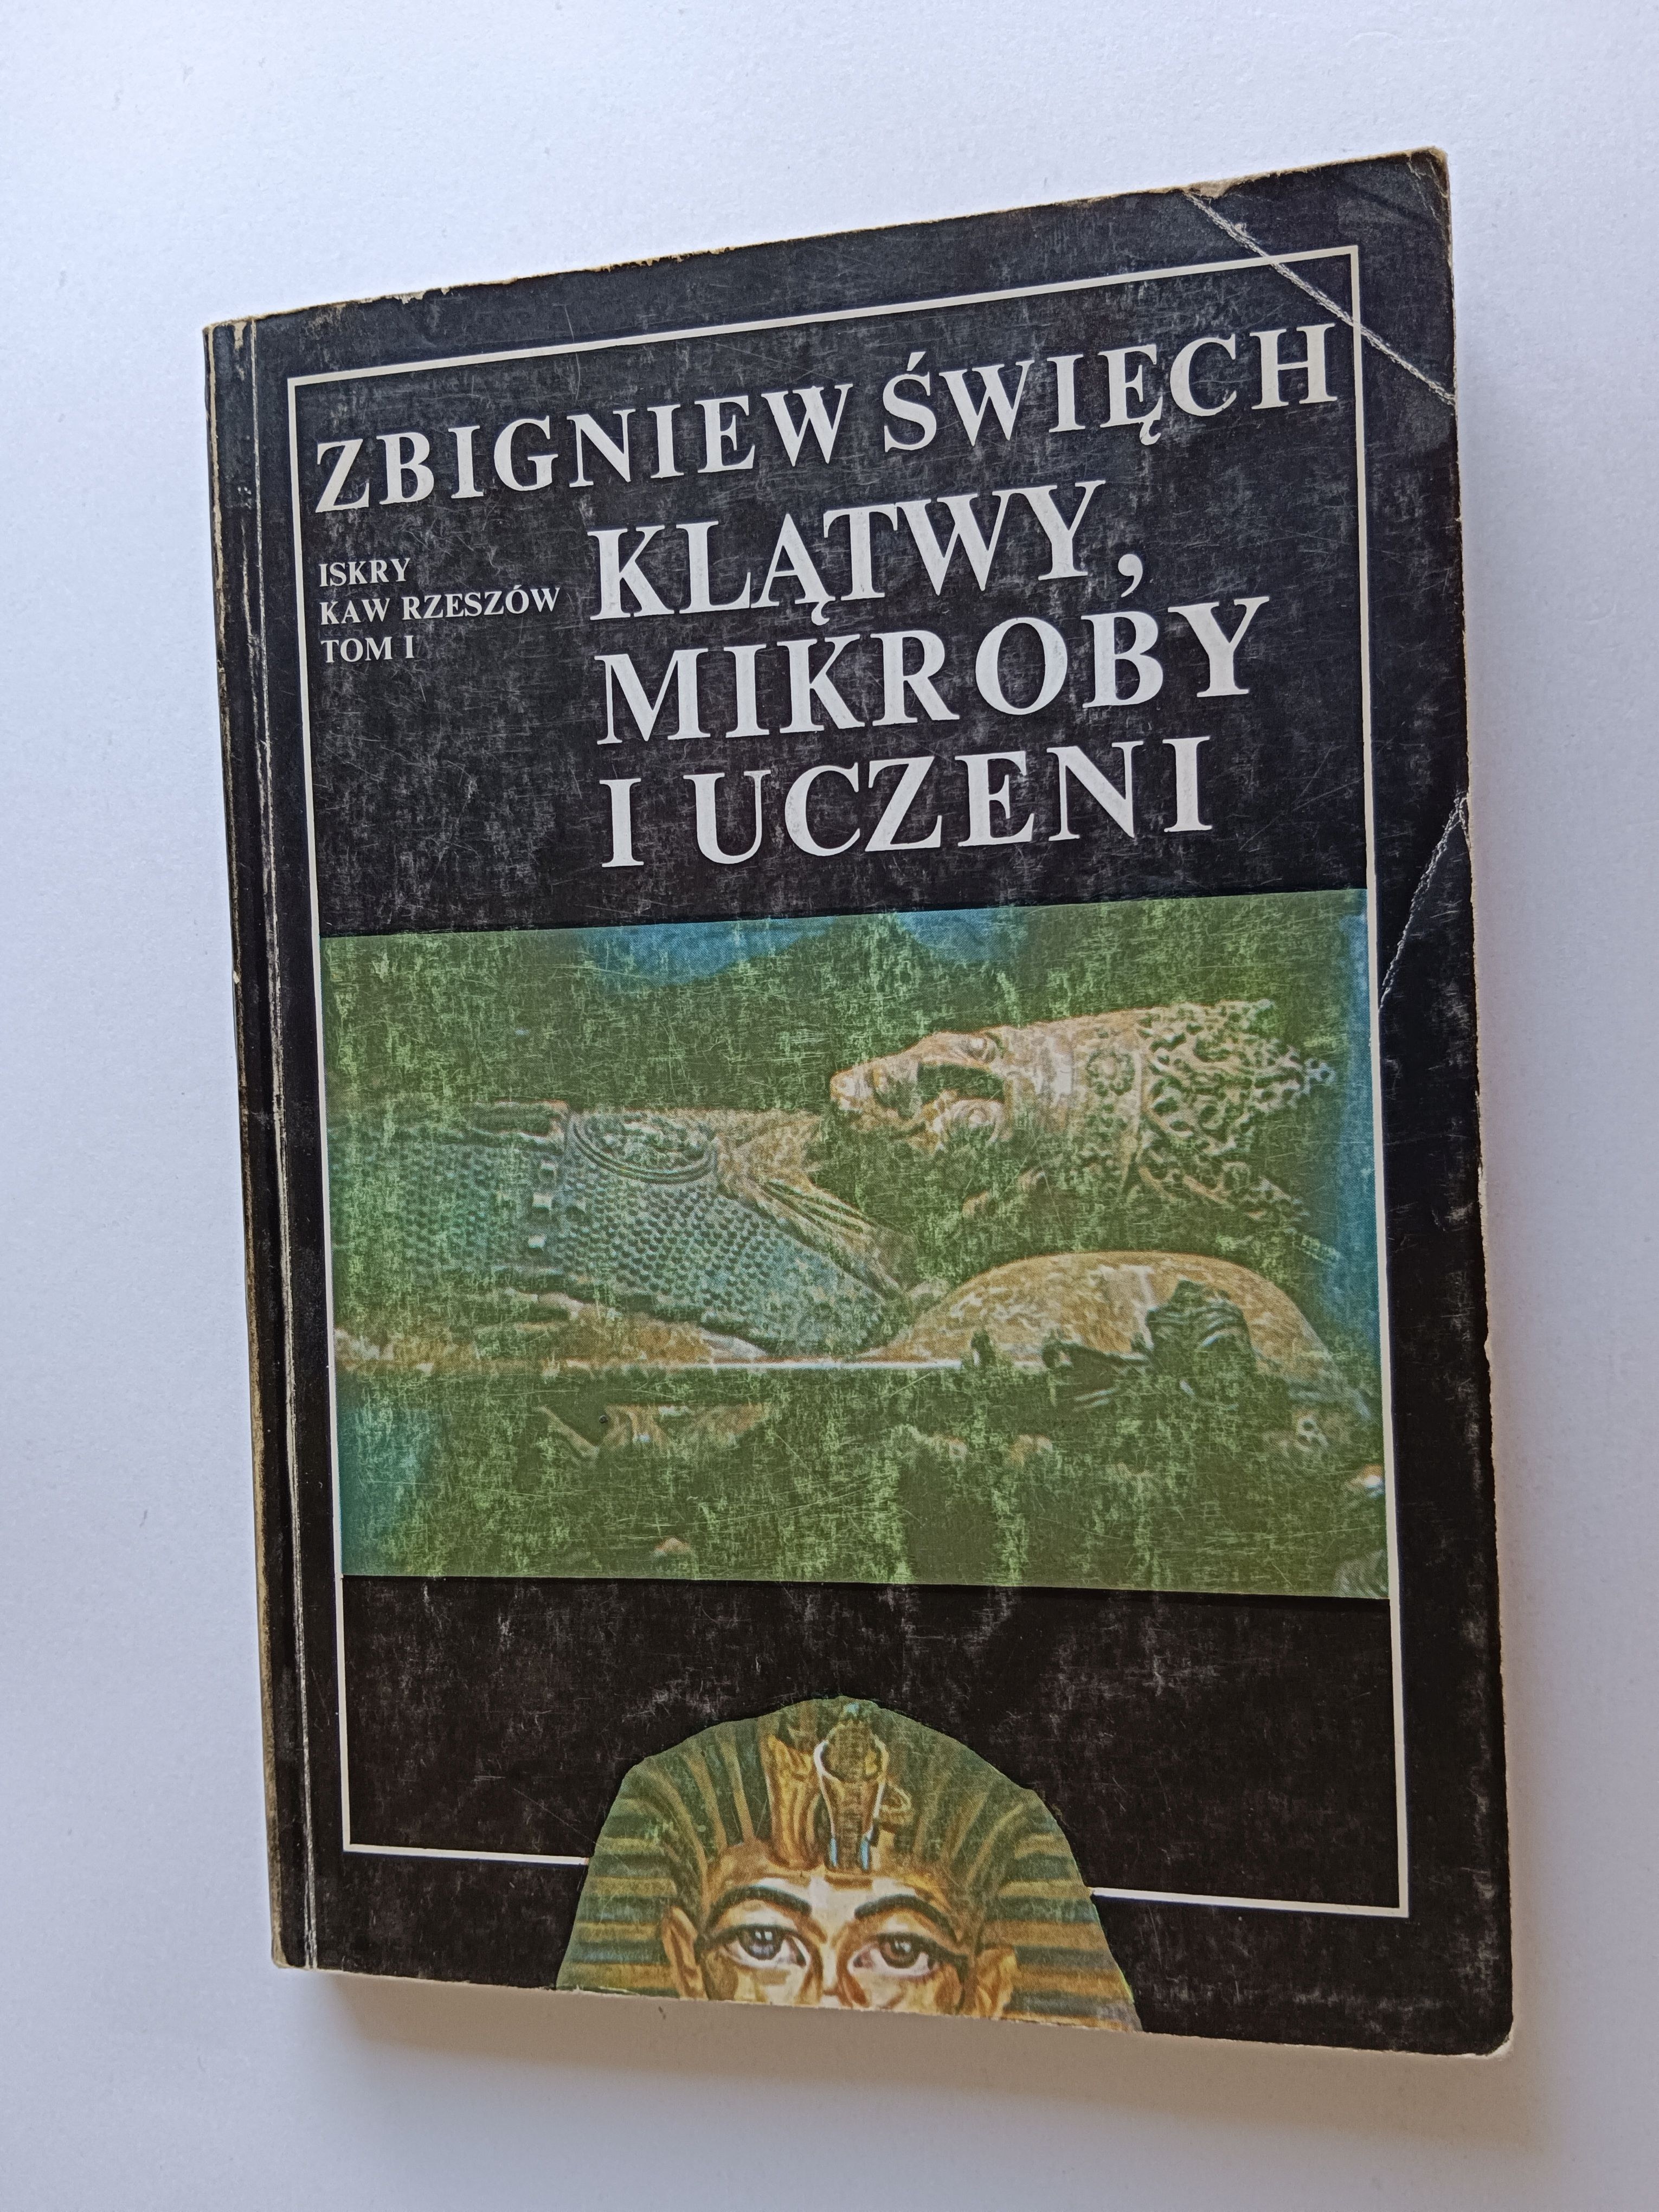 ZBIGNIEW ŚWIĘCH
ISKRY
KAW RZESZÓW
TOM I
KLĄTWY,
MIKROBY
I UCZENI